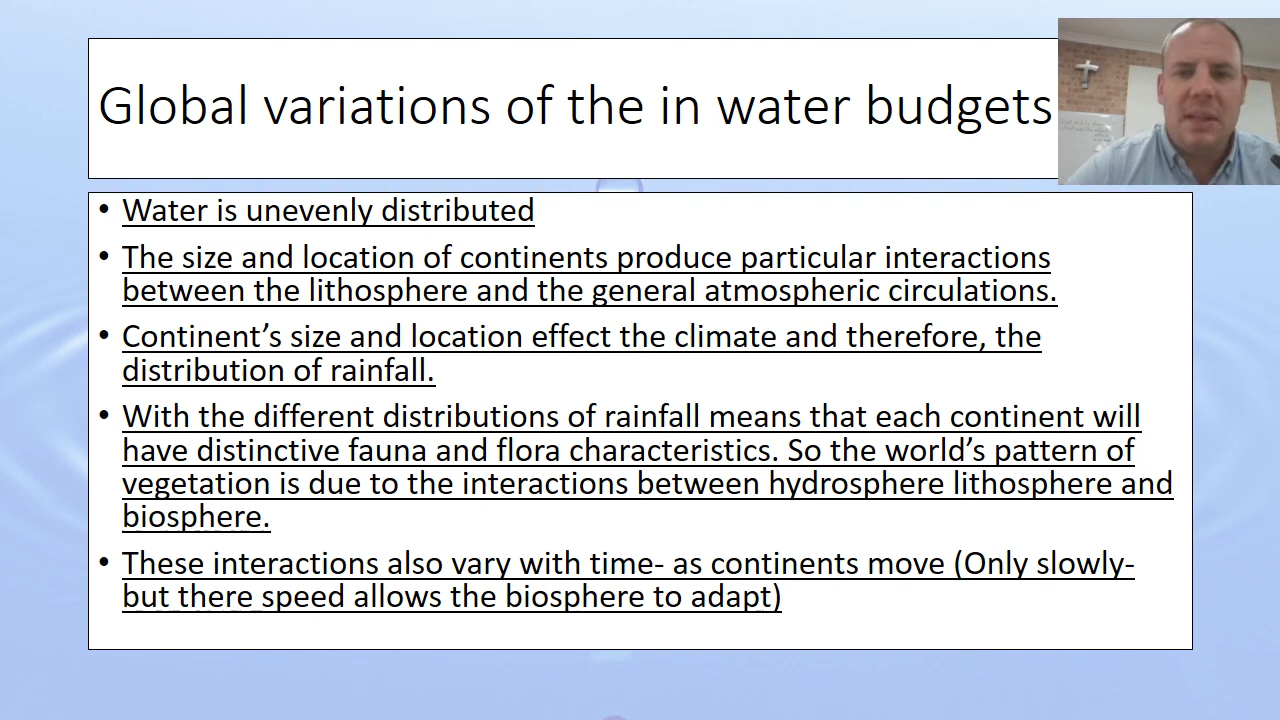 Global variations of the in water budgets
• Water is unevenly distributed
• The size and location of continents produce particular interactions
between the lithosphere and the general atmospheric circulations.
• Continent’s size and location effect the climate and therefore, the
distribution of rainfall.
• With the different distributions of rainfall means that each continent will
have distinctive fauna and flora characteristics. So the world’s pattern of
vegetation is due to the interactions between hydrosphere lithosphere and
biosphere.
• These interactions also vary with time- as continents move (Only slowly-
but there speed allows the biosphere to adapt)